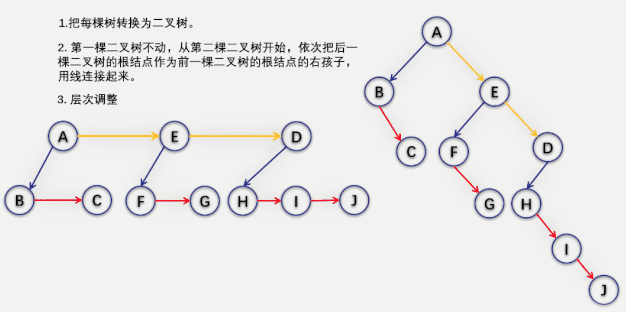 1.把每棵树转换为二叉树。
2. 第一棵二叉树不动，从第二棵二叉树开始，依次把后一
棵二叉树的根结点作为前一棵二叉树的根结点的右孩子，
用线连接起来。
3. 层次调整
A E D
B C F G H I J
A
B E
C F D
G H
I
J